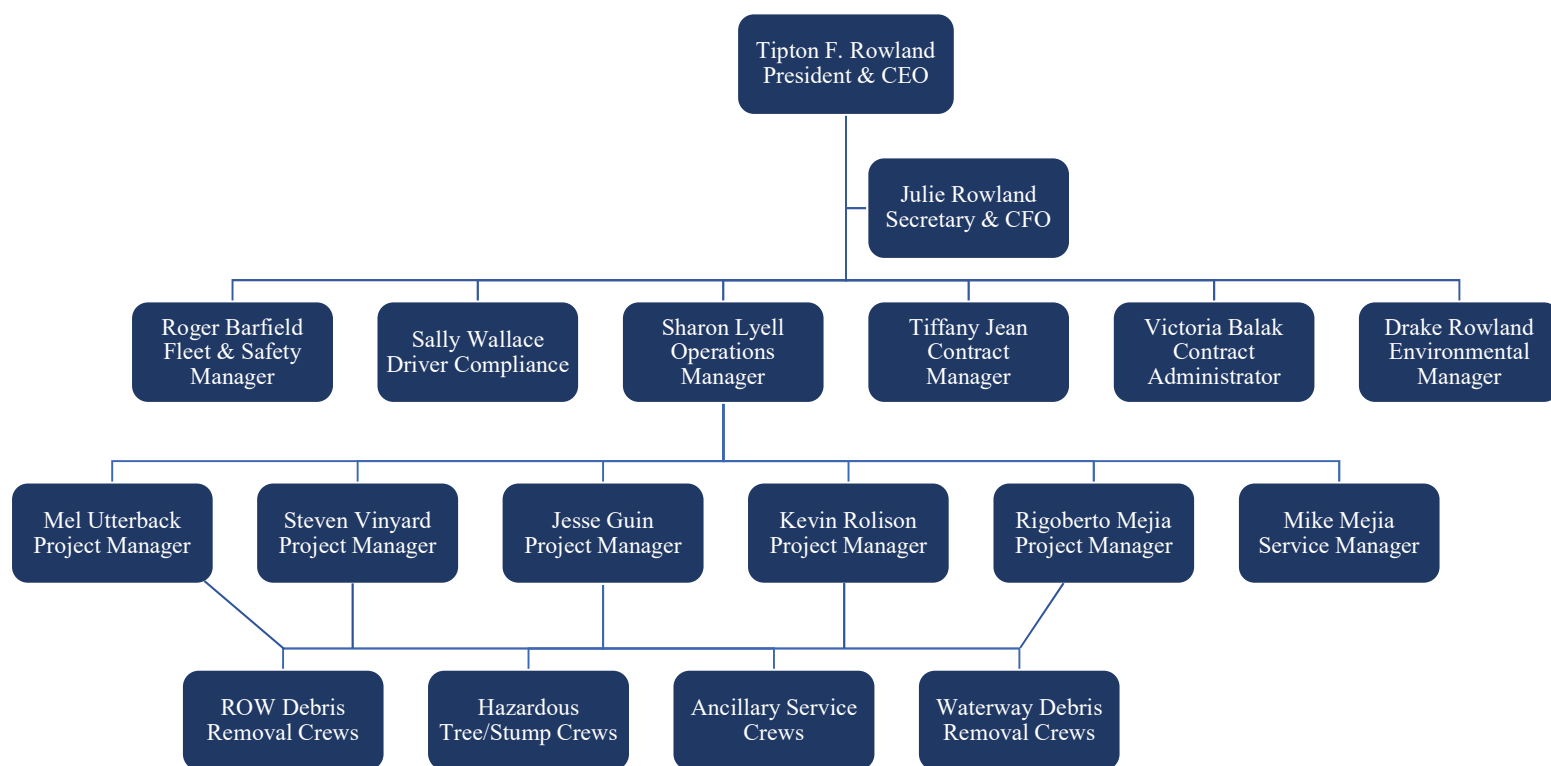 Tipton F. Rowland
President & CEO
Julie Rowland
Secretary & CFO
Roger Barfield
Fleet & Safety
Manager
Sally Wallace
Driver Compliance
Sharon Lyell
Operations
Manager
Tiffany Jean
Contract
Manager
Victoria Balak
Contract
Administrator
Drake Rowland
Environmental
Manager
Mel Utterback
Project Manager
Steven Vinyard
Project Manager
Jesse Guin
Project Manager
Kevin Rolison
Project Manager
Rigoberto Mejia
Project Manager
Mike Mejia
Service Manager
ROW Debris
Removal Crews
Hazardous
Tree/Stump Crews
Ancillary Service
Crews
Waterway Debris
Removal Crews